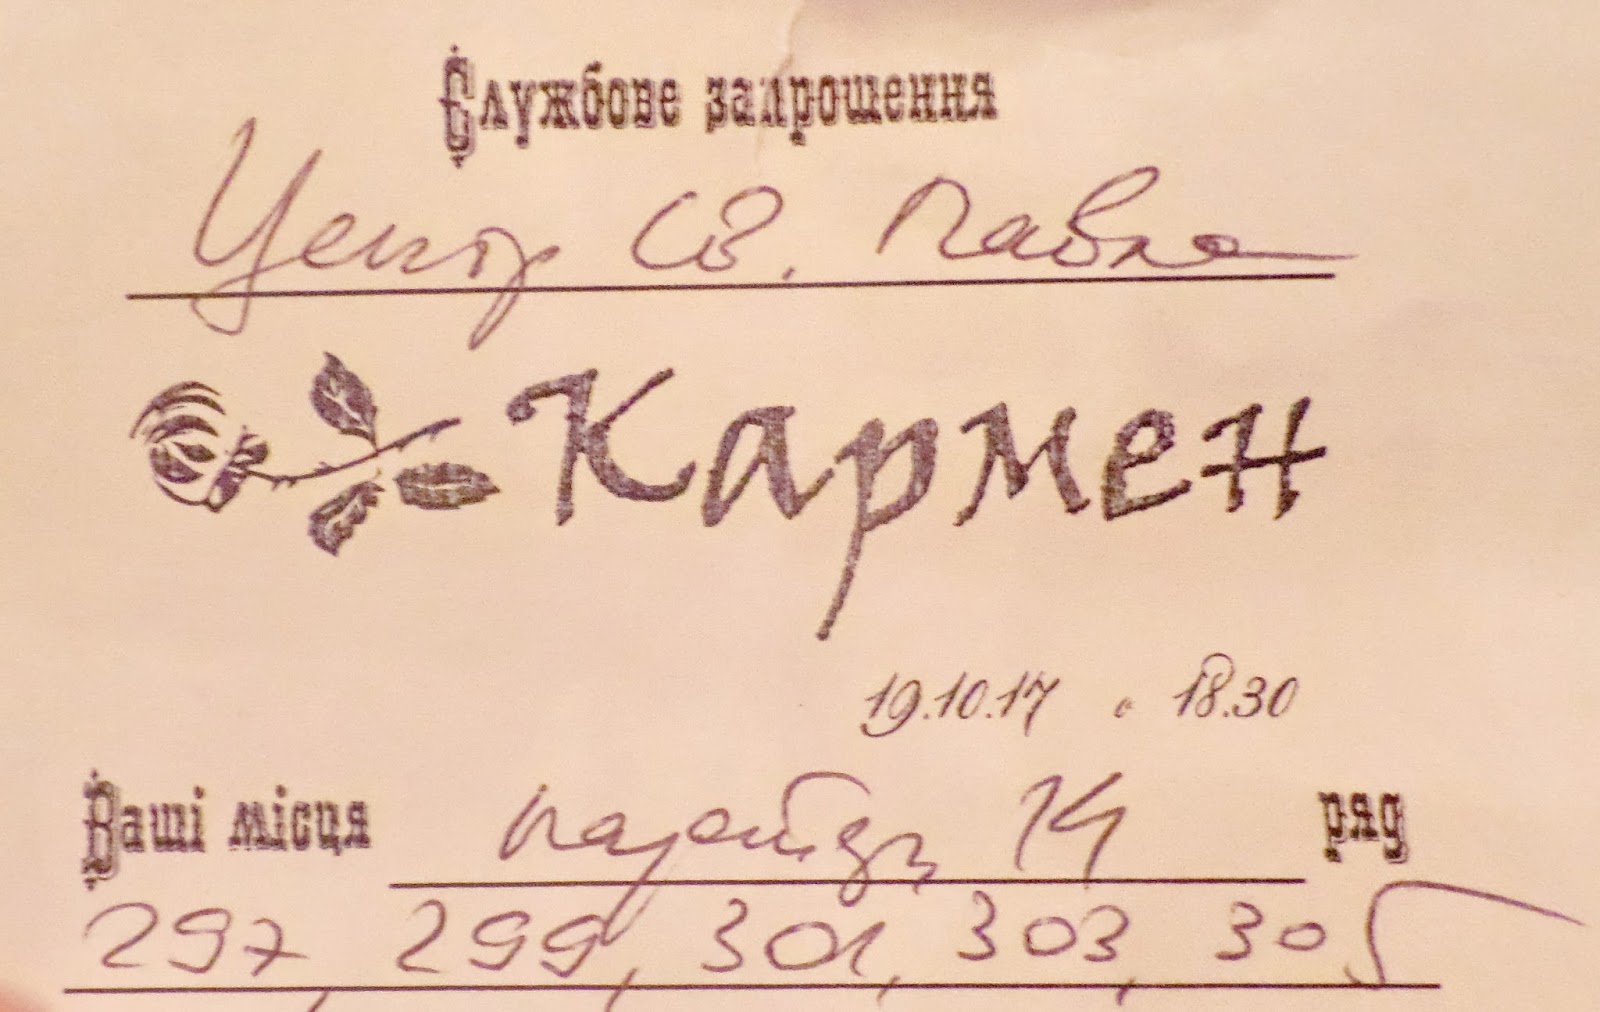 Службове запрошення
Центр св. Павла
Кармен
19.10.17 о 18.30
Ваші місця партер 14 ряд
297, 299, 301, 303, 305